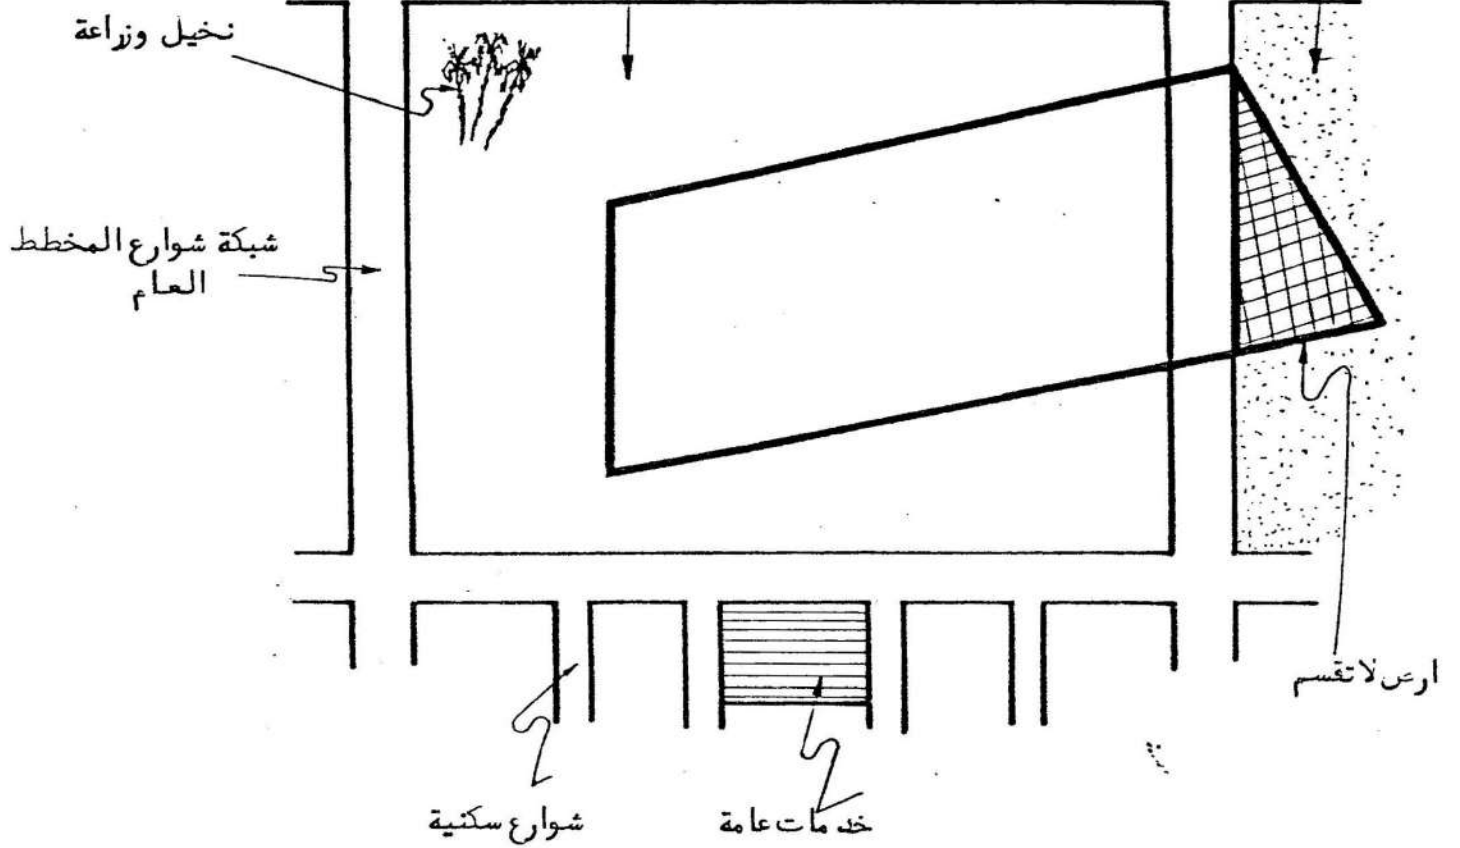 نخيل وزراعة
شبكة شوارع المخطط
العام
ارض لا تقسم
شوارع سكنية
خدمات عامة